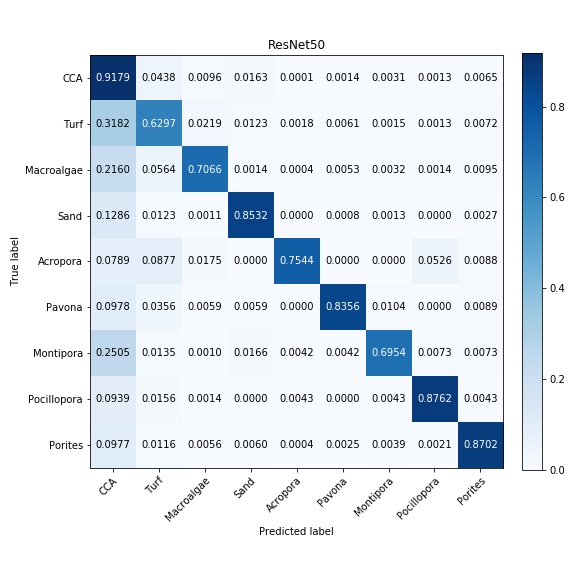 ResNet50
CCA 0.9179 0.0438 0.0096 0.0163 0.0001 0.0014 0.0031 0.0013 0.0065
Turf 0.3182 0.6297 0.0219 0.0123 0.0018 0.0061 0.0015 0.0013 0.0072
Macroalgae 0.2160 0.0564 0.7066 0.0014 0.0004 0.0053 0.0032 0.0014 0.0095
Sand 0.1286 0.0123 0.0011 0.8532 0.0000 0.0008 0.0013 0.0000 0.0027
Acropora 0.0789 0.0877 0.0175 0.0000 0.7544 0.0000 0.0000 0.0526 0.0088
Pavona 0.0978 0.0356 0.0059 0.0059 0.0000 0.8356 0.0104 0.0000 0.0089
Montipora 0.2505 0.0135 0.0010 0.0166 0.0042 0.0042 0.6954 0.0073 0.0073
Pocillopora 0.0939 0.0156 0.0014 0.0000 0.0043 0.0000 0.0043 0.8762 0.0043
Porites 0.0977 0.0116 0.0056 0.0060 0.0004 0.0025 0.0039 0.0021 0.8702
True label
CCA Turf Macroalgae Sand Acropora Pavona Montipora Pocillopora Porites
Predicted label
0.8
0.6
0.4
0.2
0.0